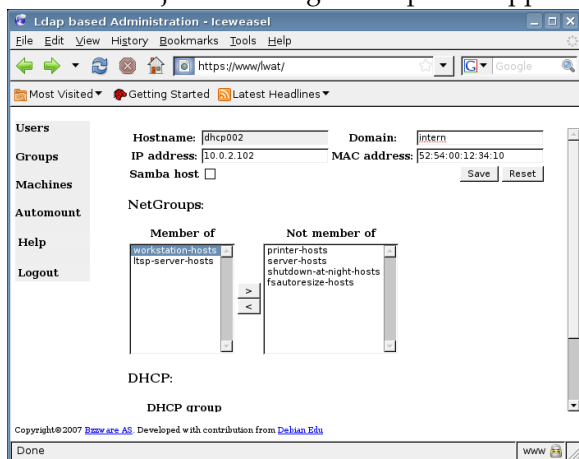 Ldap based Administration - Iceweasel
File Edit View History Bookmarks Tools Help
https://www/lwat/ G Google
Most Visited Getting Started Latest Headlines
Users
Groups
Machines
Automount
Help
Logout
Hostname: dhcp002 Domain: intern
IP address: 10.0.2.102 MAC address: 52:54:00:12:34:10
Samba host Save Reset
NetGroups:
Member of Not member of
workstation-hosts printer-hosts
ltsp-server-hosts server-hosts
shutdown-at-night-hosts
fsautoresize-hosts
>
<
DHCP:
DHCP group
Copyright©2007 Bzzware AS. Developed with contribution from Debian Edu
Done www